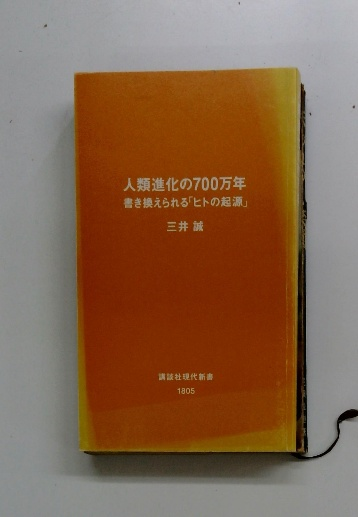 人類進化の700万年
書き換えられる「ヒトの起源」
三井 誠
講談社現代新書
1805